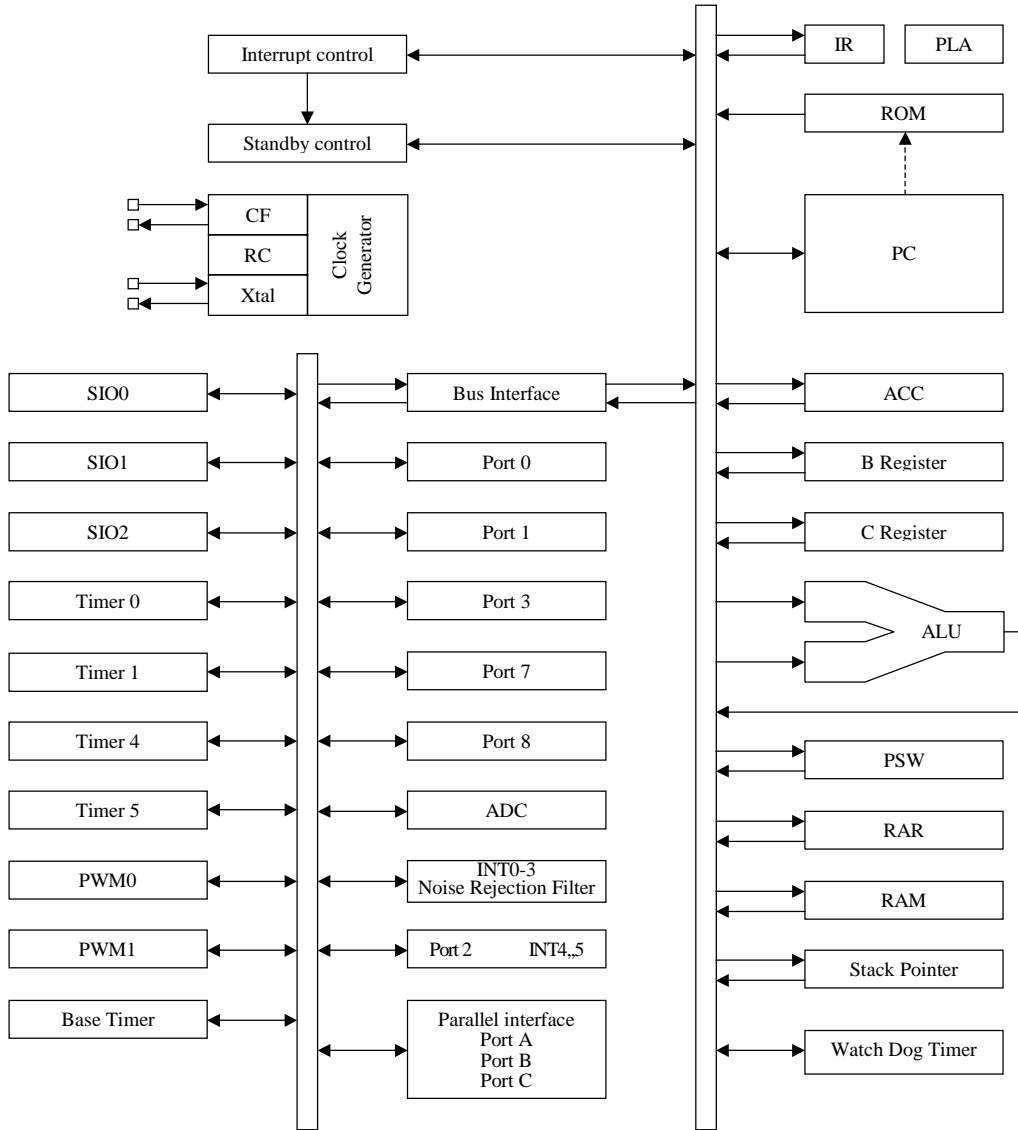 Interrupt control
IR
PLA
ROM
Standby control
CF
RC
Xtal
Clock
Generator
PC
SIO0
Bus Interface
ACC
SIO1
Port 0
B Register
SIO2
Port 1
C Register
Timer 0
Port 3
ALU
Timer 1
Port 7
Timer 4
Port 8
PSW
Timer 5
ADC
RAR
PWM0
INT0-3
Noise Rejection Filter
RAM
PWM1
Port 2 INT4,,5
Stack Pointer
Base Timer
Parallel interface
Port A
Port B
Port C
Watch Dog Timer